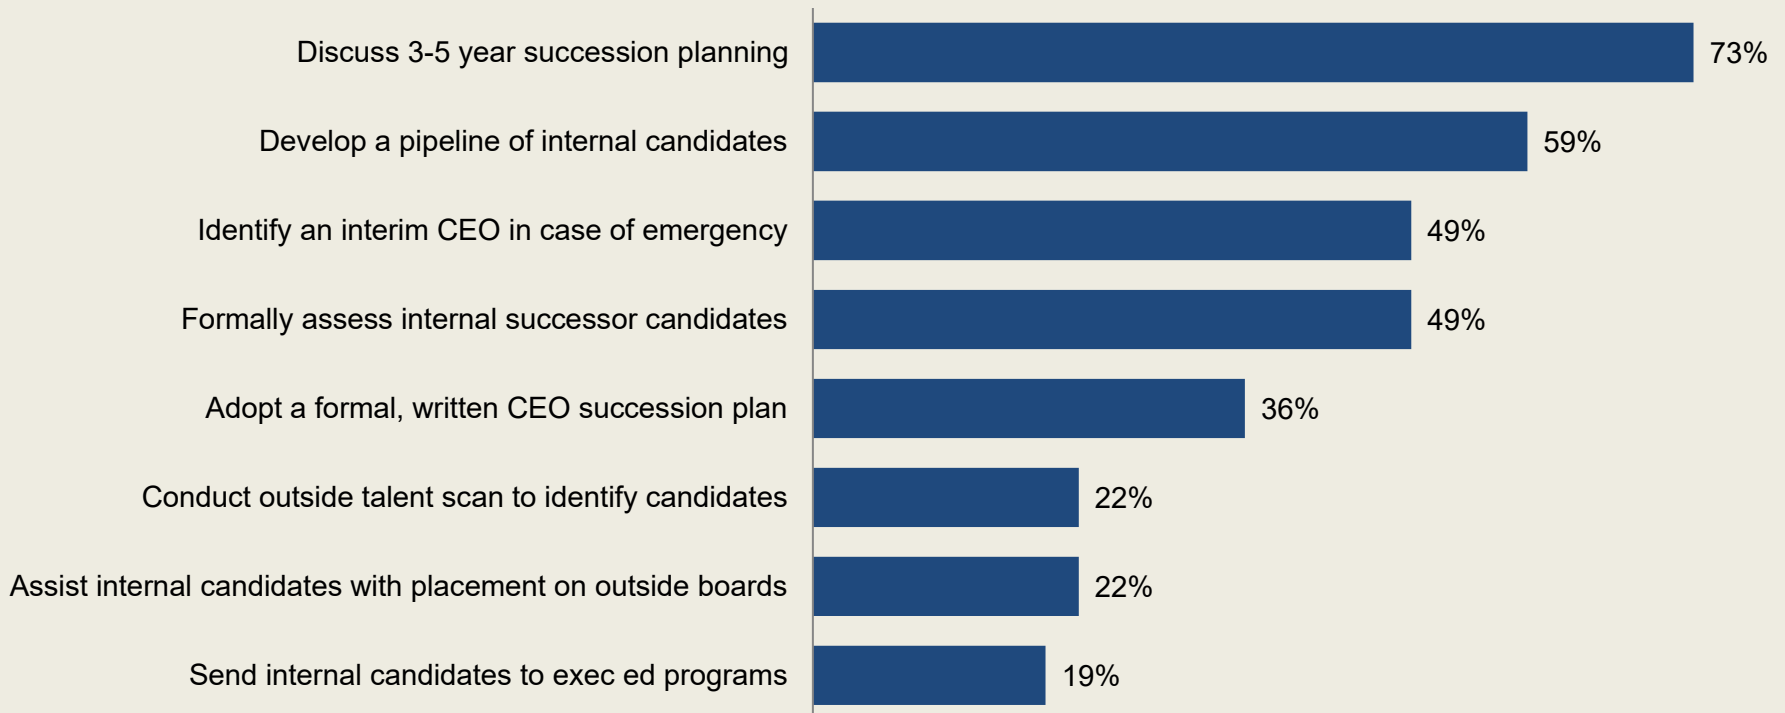 Discuss 3-5 year succession planning 73%
Develop a pipeline of internal candidates 59%
Identify an interim CEO in case of emergency 49%
Formally assess internal successor candidates 49%
Adopt a formal, written CEO succession plan 36%
Conduct outside talent scan to identify candidates 22%
Assist internal candidates with placement on outside boards 22%
Send internal candidates to exec ed programs 19%